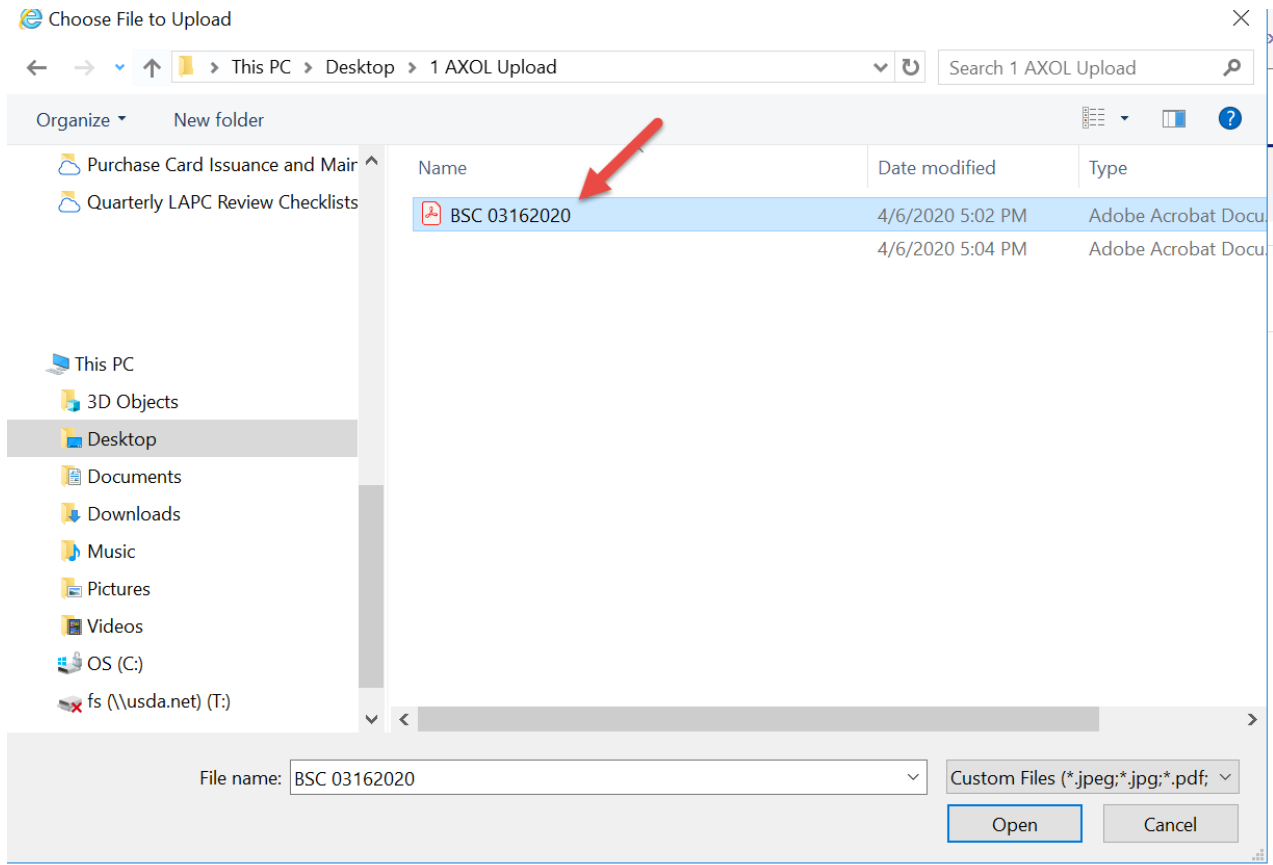 Choose File to Upload
This PC > Desktop > 1 AXOL Upload
Search 1 AXOL Upload
Organize
New folder
?
Purchase Card Issuance and Mair
Quarterly LAPC Review Checklists
This PC
3D Objects
Desktop
Documents
Downloads
Music
Pictures
Videos
OS (C:)
fs (\\usda.net) (T:)
Name Date modified Type
BSC 03162020 4/6/2020 5:02 PM Adobe Acrobat Docu
4/6/2020 5:04 PM Adobe Acrobat Docu
File name: BSC 03162020
Custom Files (*.jpeg;*.jpg;*.pdf;
Open
Cancel